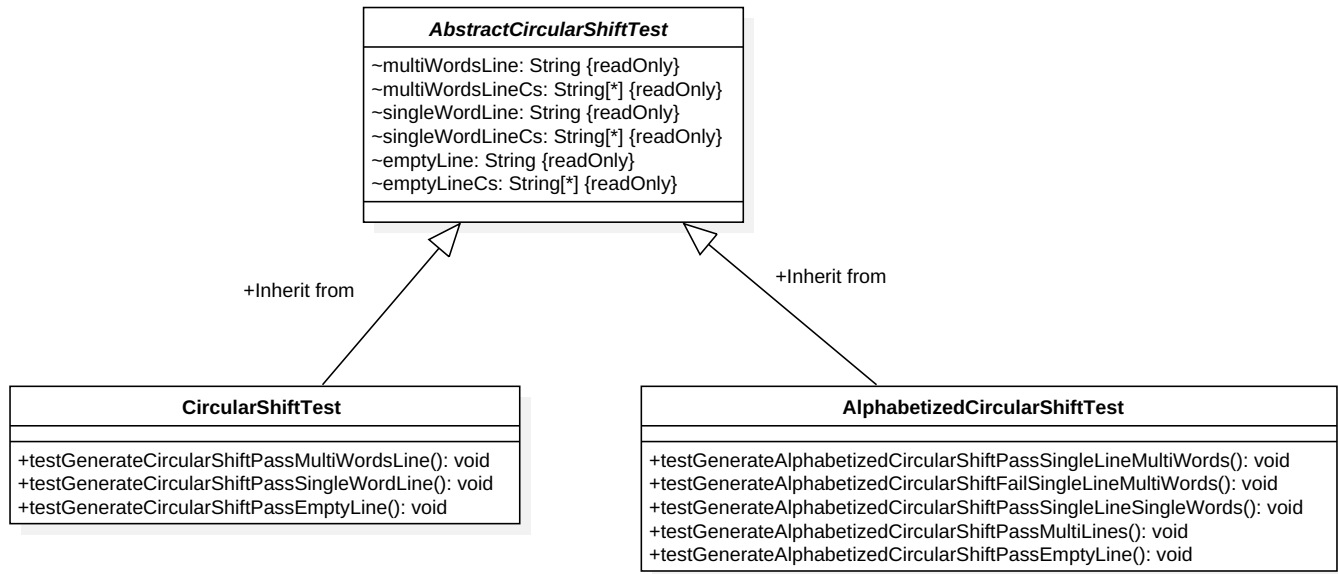 AbstractCircularShiftTest
~multiWordsLine: String {readOnly}
~multiWordsLineCs: String[*] {readOnly}
~singleWordLine: String {readOnly}
~singleWordLineCs: String[*] {readOnly}
~emptyLine: String {readOnly}
~emptyLineCs: String[*] {readOnly}
+Inherit from
+Inherit from
CircularShiftTest
+testGenerateCircularShiftPassMultiWordsLine(): void
+testGenerateCircularShiftPassSingleWordLine(): void
+testGenerateCircularShiftPassEmptyLine(): void
AlphabetizedCircularShiftTest
+testGenerateAlphabetizedCircularShiftPassSingleLineMultiWords(): void
+testGenerateAlphabetizedCircularShiftFailSingleLineMultiWords(): void
+testGenerateAlphabetizedCircularShiftPassSingleLineSingleWords(): void
+testGenerateAlphabetizedCircularShiftPassMultiLines(): void
+testGenerateAlphabetizedCircularShiftPassEmptyLine(): void